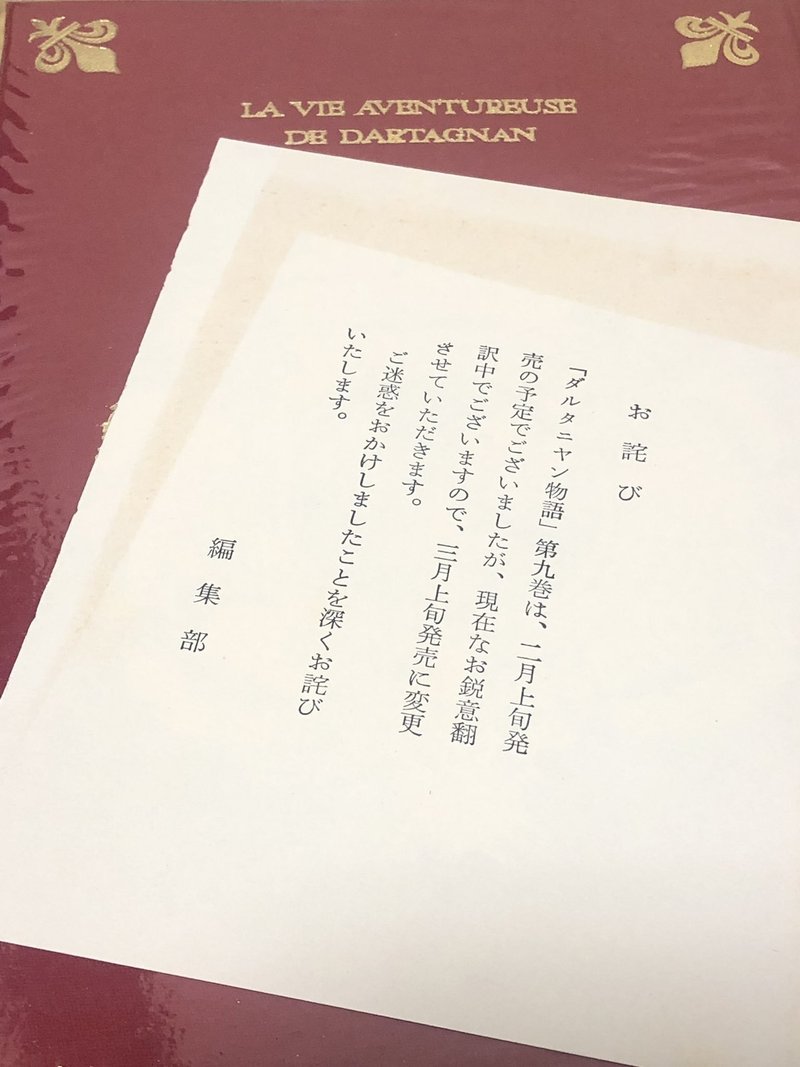 LA VIE AVENTUREUSE
DE DARTAGNAN
お詫び
「ダルタニヤン物語」第九巻は、二月上旬発
売の予定でございましたが、現在なお鋭意翻
訳中でございますので、三月上旬発売に変更
させていただきます。
ご迷惑をおかけしましたことを深くお詫び
いたします。
編集部